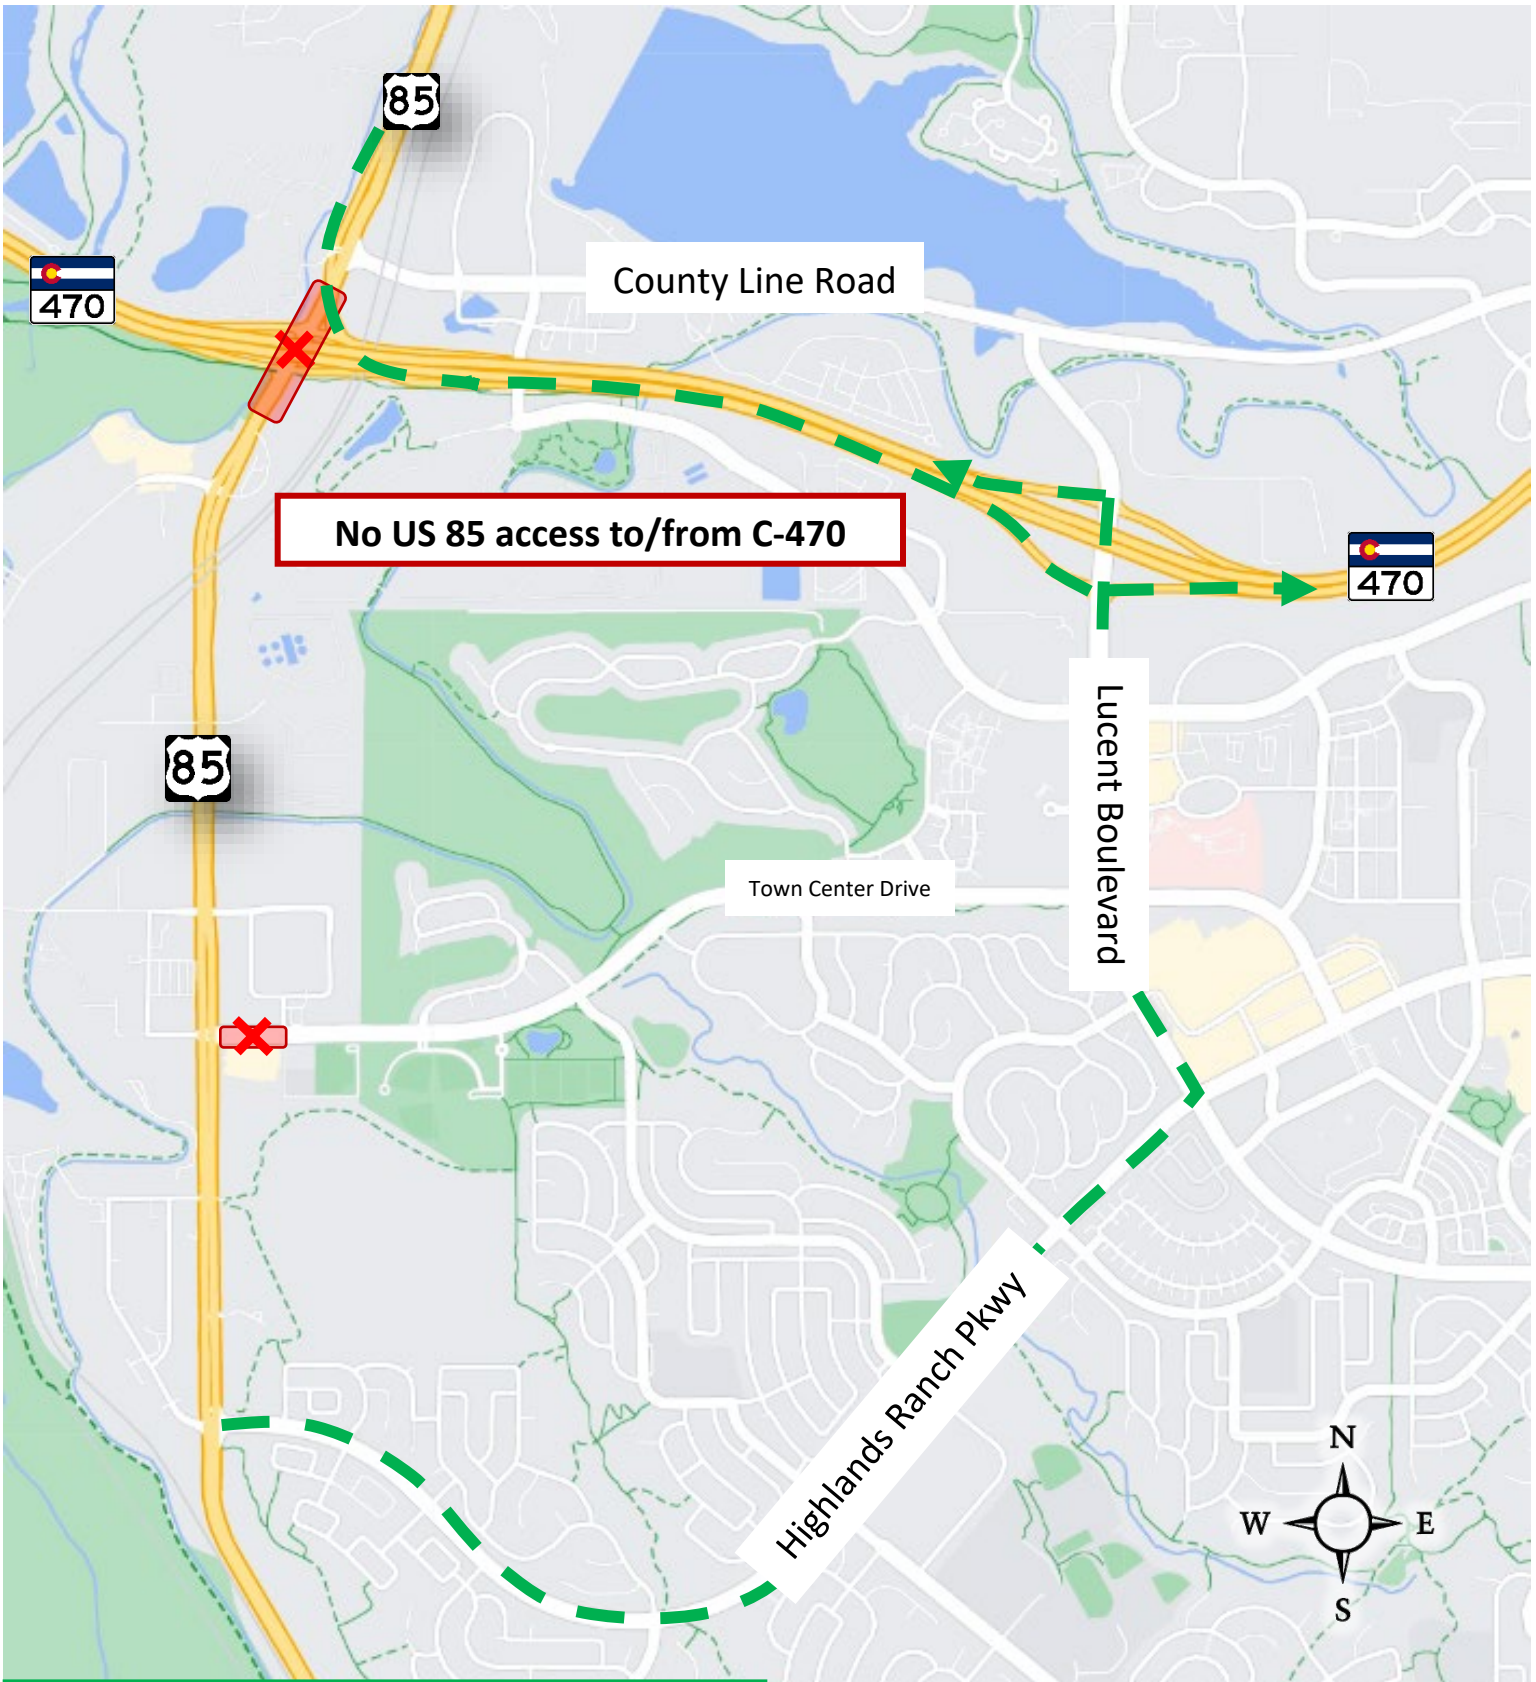 85
County Line Road
470
No US 85 access to/from C-470
470
Lucent Boulevard
85
Town Center Drive
Highlands Ranch Pkwy
N
W
E
S